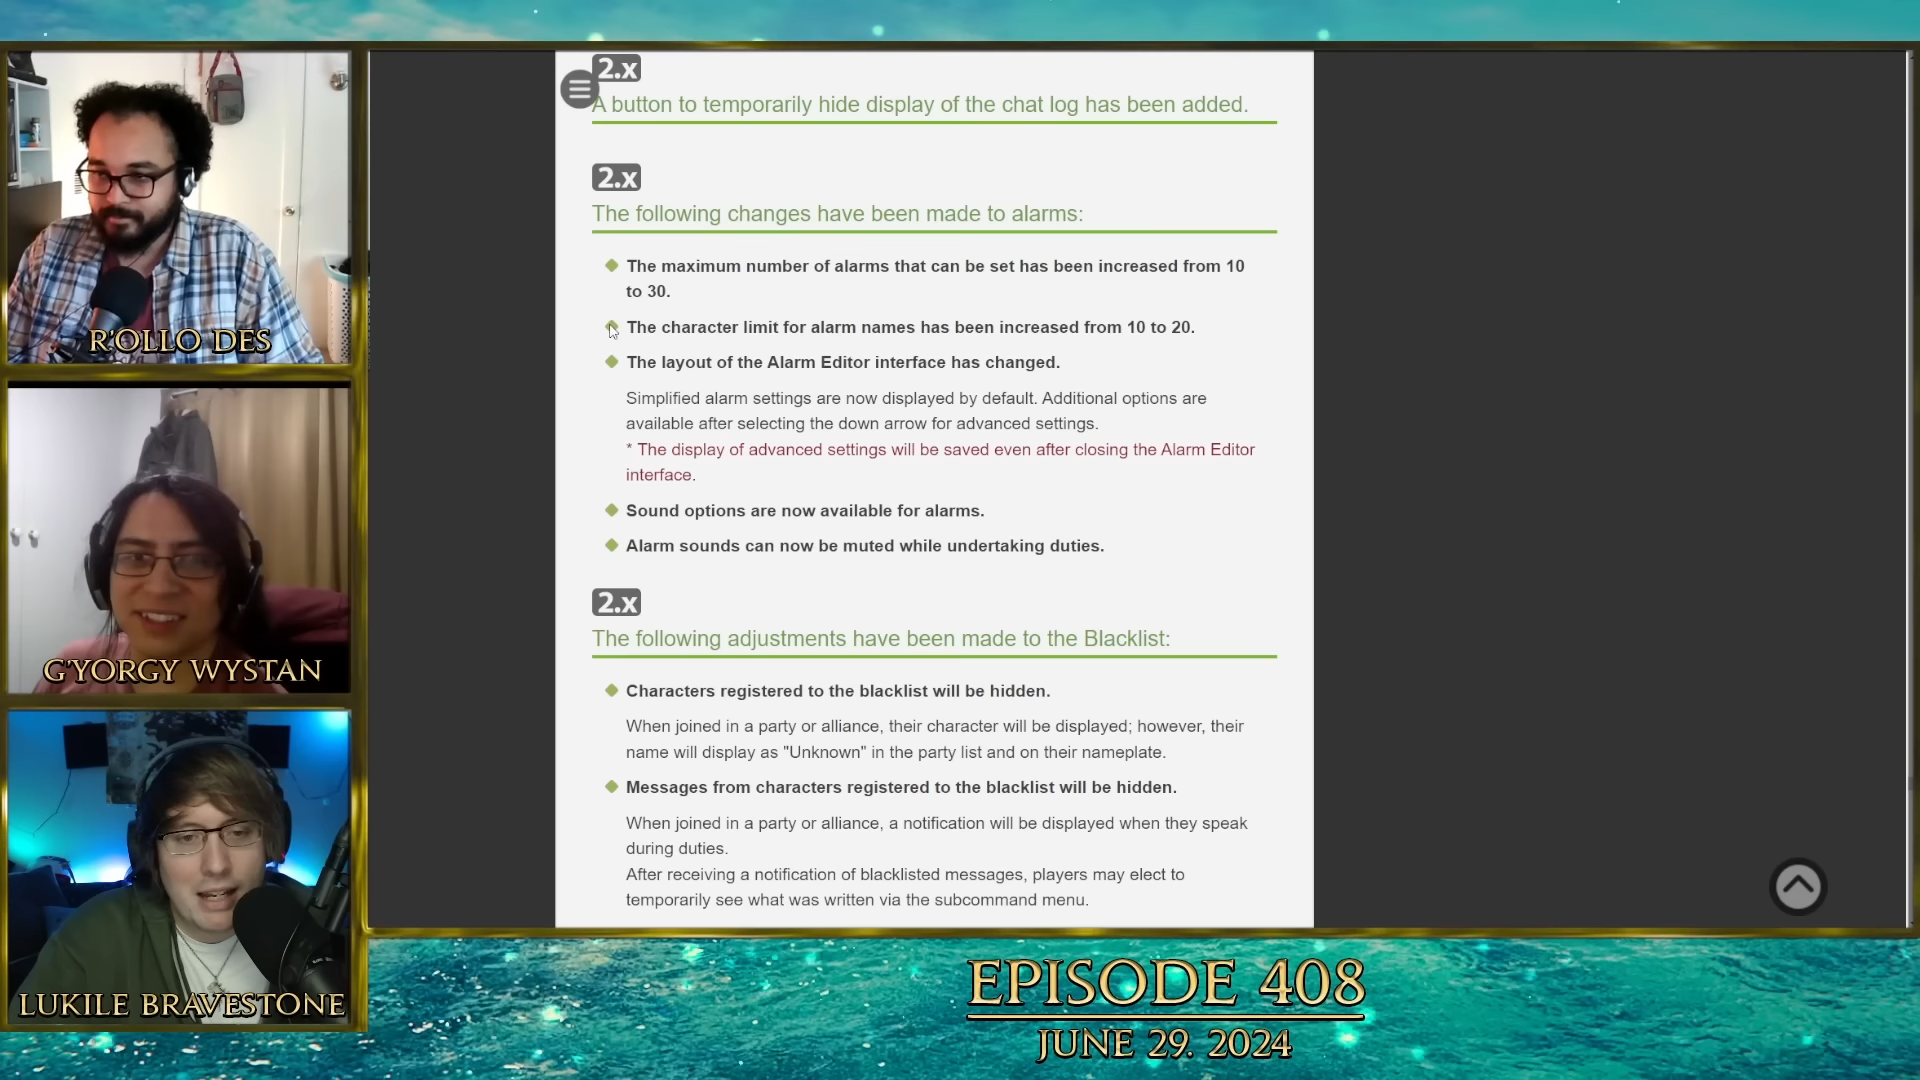 2.x
A button to temporarily hide display of the chat log has been added.
2.x
The following changes have been made to alarms:
The maximum number of alarms that can be set has been increased from 10
to 30.
The character limit for alarm names has been increased from 10 to 20.
The layout of the Alarm Editor interface has changed.
Simplified alarm settings are now displayed by default. Additional options are
available after selecting the down arrow for advanced settings.
* The display of advanced settings will be saved even after closing the Alarm Editor
interface.
Sound options are now available for alarms.
Alarm sounds can now be muted while undertaking duties.
2.x
The following adjustments have been made to the Blacklist:
Characters registered to the blacklist will be hidden.
When joined in a party or alliance, their character will be displayed; however, their
name will display as "Unknown" in the party list and on their nameplate.
Messages from characters registered to the blacklist will be hidden.
When joined in a party or alliance, a notification will be displayed when they speak
during duties.
After receiving a notification of blacklisted messages, players may elect to
temporarily see what was written via the subcommand menu.
R'OLLO DES
G'YORGY WYSTAN
LUKILE BRAVESTONE
EPISODE 408
JUNE 29. 2024